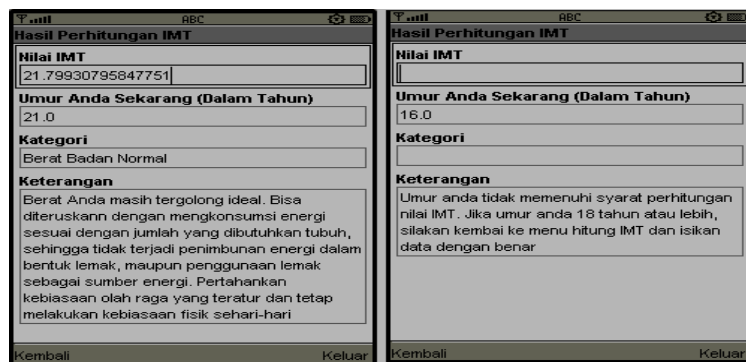 ABC
Hasil Perhitungan IMT
Nilai IMT
21.79930795847751
Umur Anda Sekarang (Dalam Tahun)
21.0
Kategori
Berat Badan Normal
Keterangan
Berat Anda masih tergolong ideal. Bisa
diteruskann dengan mengkonsumsi energi
sesuai dengan jumlah yang dibutuhkan tubuh,
sehingga tidak terjadi penimbunan energi dalam
bentuk lemak, maupun penggunaan lemak
sebagai sumber energi. Pertahankan
kebiasaan olah raga yang teratur dan tetap
melakukan kebiasaan fisik sehari-hari
Kembali Keluar
ABC
Hasil Perhitungan IMT
Nilai IMT
Umur Anda Sekarang (Dalam Tahun)
16.0
Kategori
Keterangan
Umur anda tidak memenuhi syarat perhitungan
nilai IMT. Jika umur anda 18 tahun atau lebih,
silakan kembai ke menu hitung IMT dan isikan
data dengan benar
Kembali Keluar